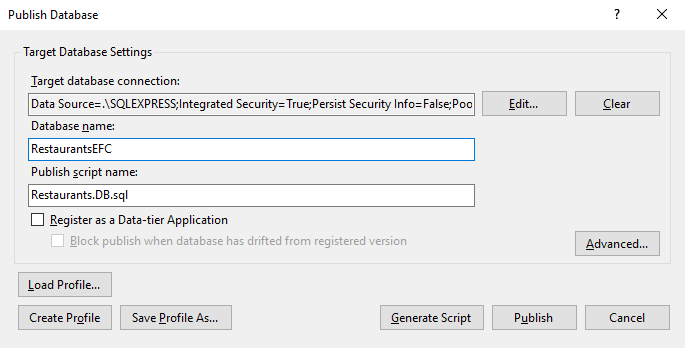 Publish Database
?
Target Database Settings
Target database connection:
Data Source=.\SQLEXPRESS;Integrated Security=True;Persist Security Info=False;Poo
Edit...
Clear
Database name:
RestaurantsEFC
Publish script name:
Restaurants.DB.sql
Register as a Data-tier Application
Block publish when database has drifted from registered version
Advanced...
Load Profile...
Create Profile
Save Profile As...
Generate Script
Publish
Cancel